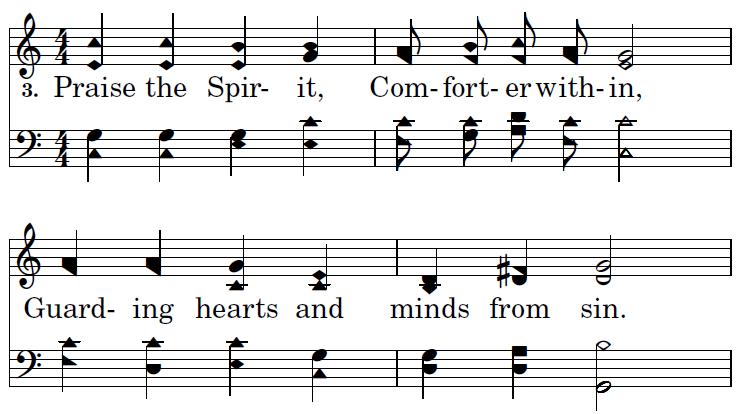 3. Praise the Spir- it, Com- fort- er with- in,
Guard- ing hearts and minds from sin.